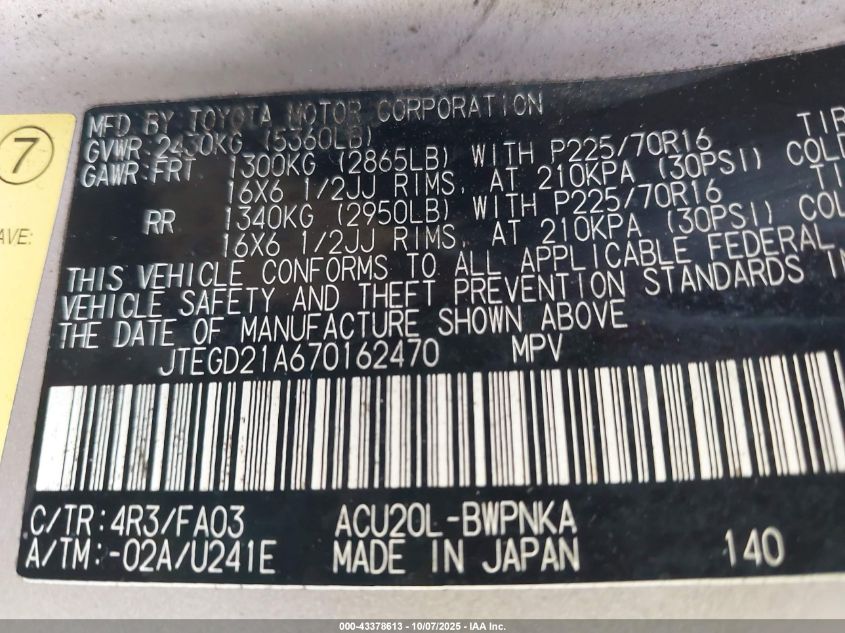 MFD BY TOYOTA MOTOR CORPORATION
GVWR:2430KG (5360LB)
GAWR:FRT 1300KG (2865LB) WITH P225/70R16 TIR
16X6 1/2JJ RIMS, AT 210KPA (30PSI) COLD
RR 1340KG (2950LB) WITH P225/70R16 TI
16X6 1/2JJ RIMS, AT 210KPA (30PSI) COL
THIS VEHICLE CONFORMS TO ALL APPLICABLE FEDERAL
VEHICLE SAFETY AND THEFT PREVENTION STANDARDS IN
THE DATE OF MANUFACTURE SHOWN ABOVE
JTEGD21A670162470 MPV
C/TR:4R3/FA03 ACU20L-BWPNKA
A/TM:-02A/U241E MADE IN JAPAN 140
7
AVE:
000-43378613 - 10/07/2025 - IAA Inc.